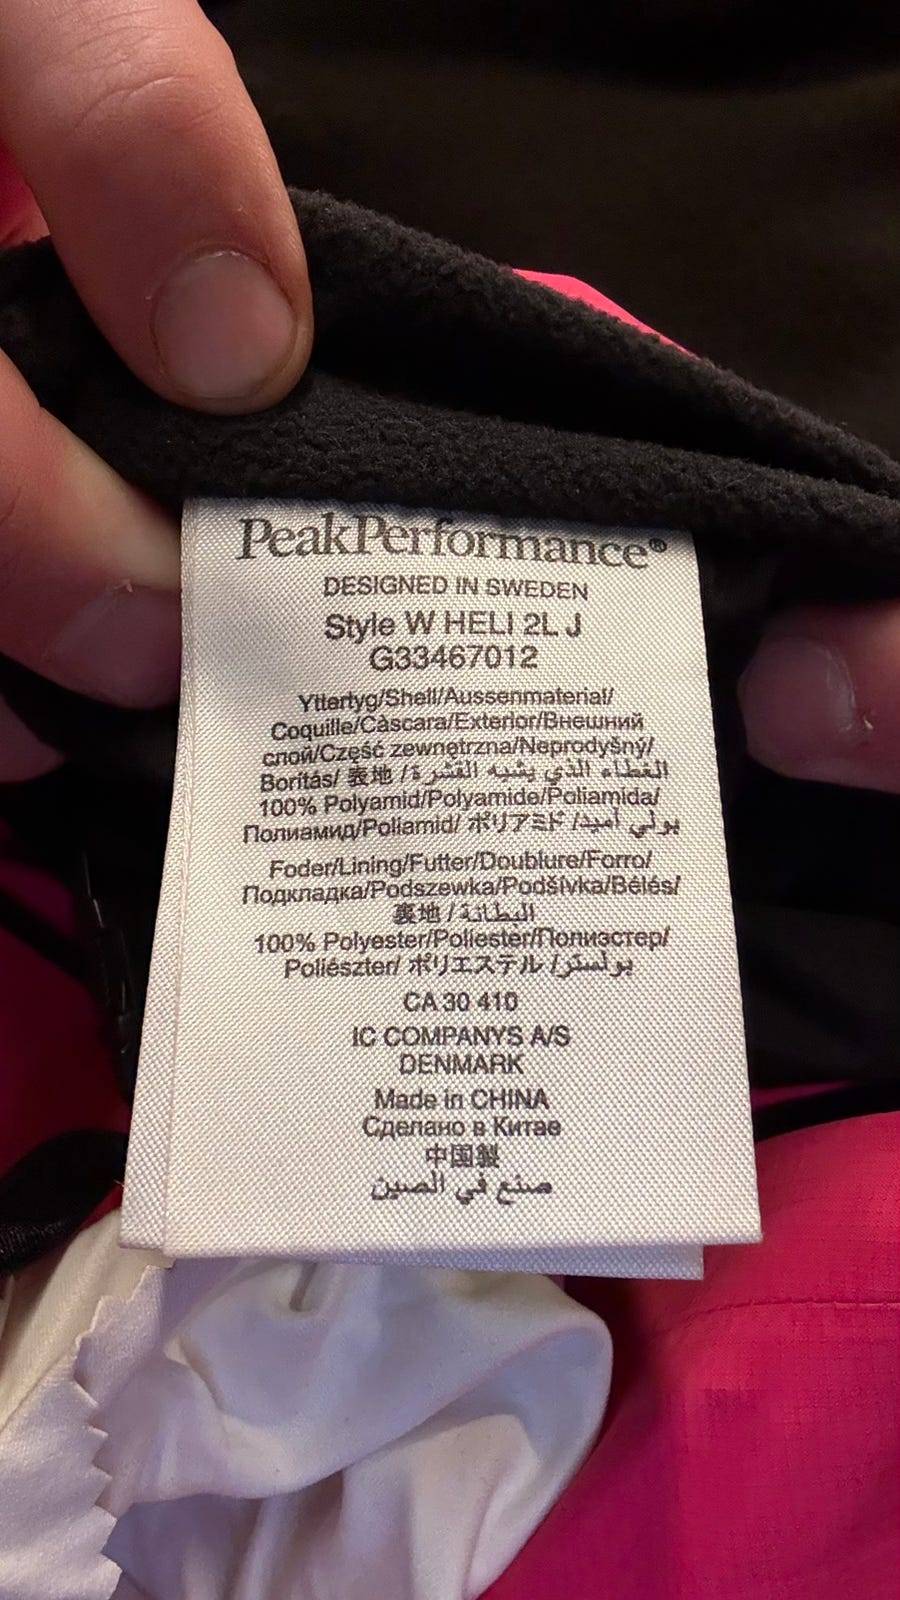 PeakPerformance®
DESIGNED IN SWEDEN
Style W HELI 2L J
G33467012
Yttertyg/Shell/Aussenmaterial/
Coquille/Cáscara/Exterior/Внешний
слой/Część zewnętrzna/Neprodyšný/
Borítás/ 表地 / الغطاء الذي يشبه القشرة
100% Polyamid/Polyamide/Poliamida/
Полиамид/Poliamid/ ポリアミド / بولي أميد
Foder/Lining/Futter/Doublure/Forro/
Подкладка/Podszewka/Podšívka/Bélés/
裏地 / البطانة
100% Polyester/Poliester/Полиэстер/
Poliészter/ ポリエステル / بولستر
CA 30 410
IC COMPANYS A/S
DENMARK
Made in CHINA
Сделано в Китае
中国製
صنع في الصين